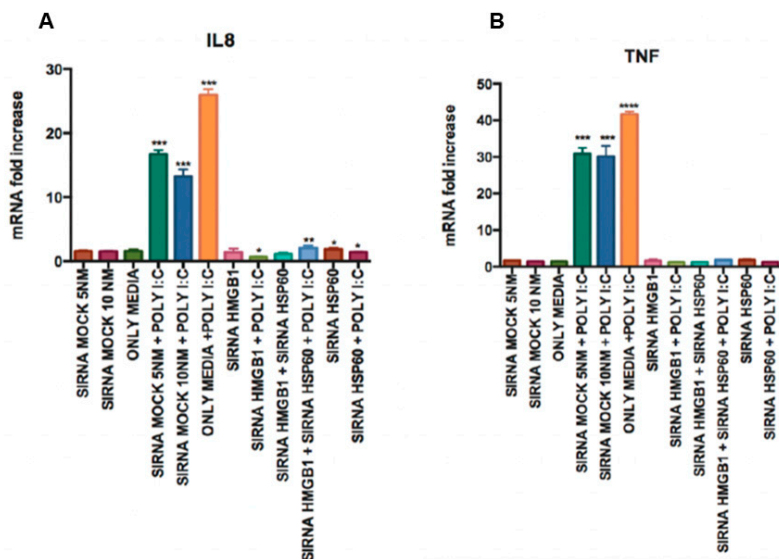 A
IL8
mRNA fold increase
30
20
10
0
***
***
***
*
**
*
*
SIRNA MOCK 5NM
SIRNA MOCK 10 NM
ONLY MEDIA
SIRNA MOCK 5NM + POLY I:C
SIRNA MOCK 10NM + POLY I:C
ONLY MEDIA +POLY I:C
SIRNA HMGB1
SIRNA HMGB1 + POLY I:C
SIRNA HMGB1 + SIRNA HSP60
SIRNA HMGB1 + SIRNA HSP60 + POLY I:C
SIRNA HSP60
SIRNA HSP60 + POLY I:C
B
TNF
mRNA fold increase
50
40
30
20
10
0
***
***
****
SIRNA MOCK 5NM
SIRNA MOCK 10 NM
ONLY MEDIA
SIRNA MOCK 5NM + POLY I:C
SIRNA MOCK 10NM + POLY I:C
ONLY MEDIA +POLY I:C
SIRNA HMGB1
SIRNA HMGB1 + POLY I:C
SIRNA HMGB1 + SIRNA HSP60
SIRNA HMGB1 + SIRNA HSP60 + POLY I:C
SIRNA HSP60
SIRNA HSP60 + POLY I:C